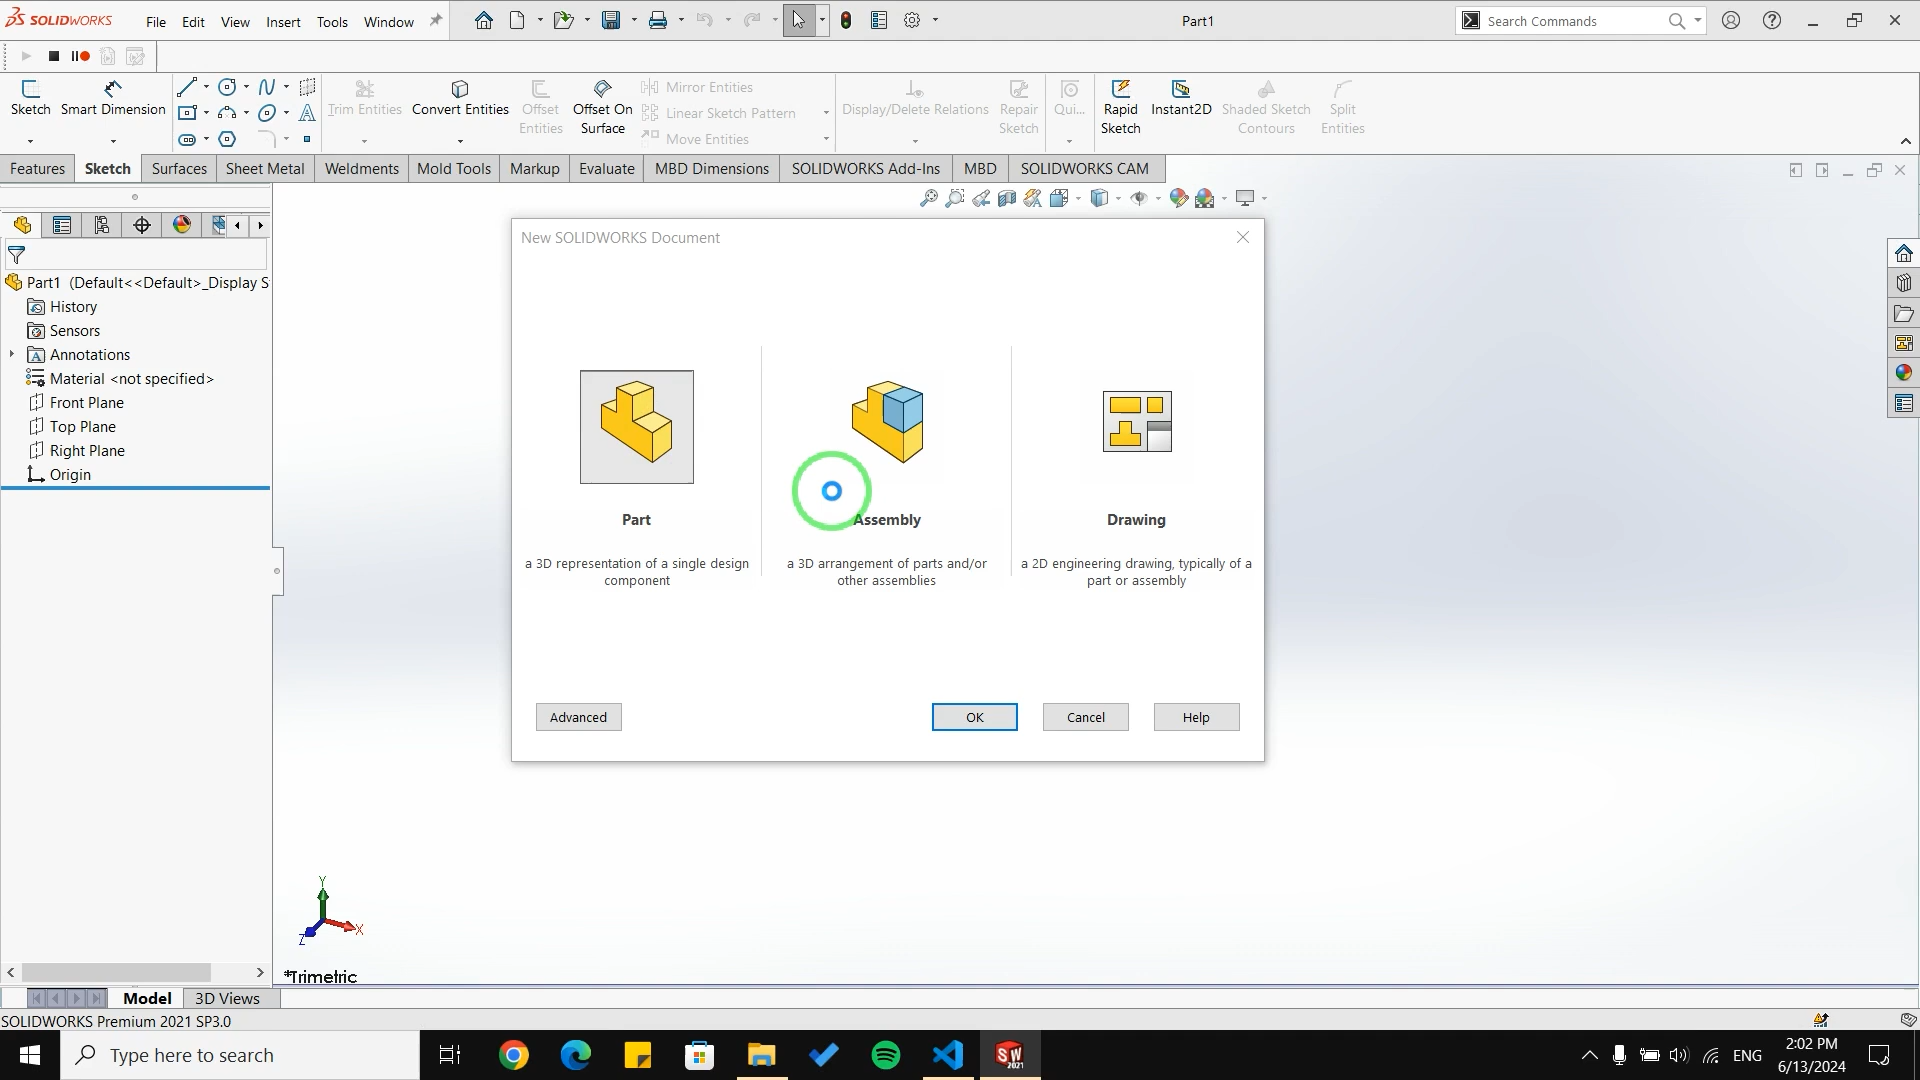 SOLIDWORKS File Edit View Insert Tools Window Part1 Search Commands
Sketch Smart Dimension Trim Entities Convert Entities Offset Entities Offset On Surface
Mirror Entities
Linear Sketch Pattern
Move Entities
Display/Delete Relations Repair Sketch Qui... Rapid Sketch Instant2D Shaded Sketch Contours Split Entities
Features Sketch Surfaces Sheet Metal Weldments Mold Tools Markup Evaluate MBD Dimensions SOLIDWORKS Add-Ins MBD SOLIDWORKS CAM
Part1 (Default<<Default>_Display S
History
Sensors
Annotations
Material <not specified>
Front Plane
Top Plane
Right Plane
Origin
New SOLIDWORKS Document
Part
a 3D representation of a single design
component
Assembly
a 3D arrangement of parts and/or
other assemblies
Drawing
a 2D engineering drawing, typically of a
part or assembly
Advanced OK Cancel Help
Y
X
Z
*Trimetric
Model 3D Views
SOLIDWORKS Premium 2021 SP3.0
Type here to search
SW
2021
ENG
2:02 PM
6/13/2024